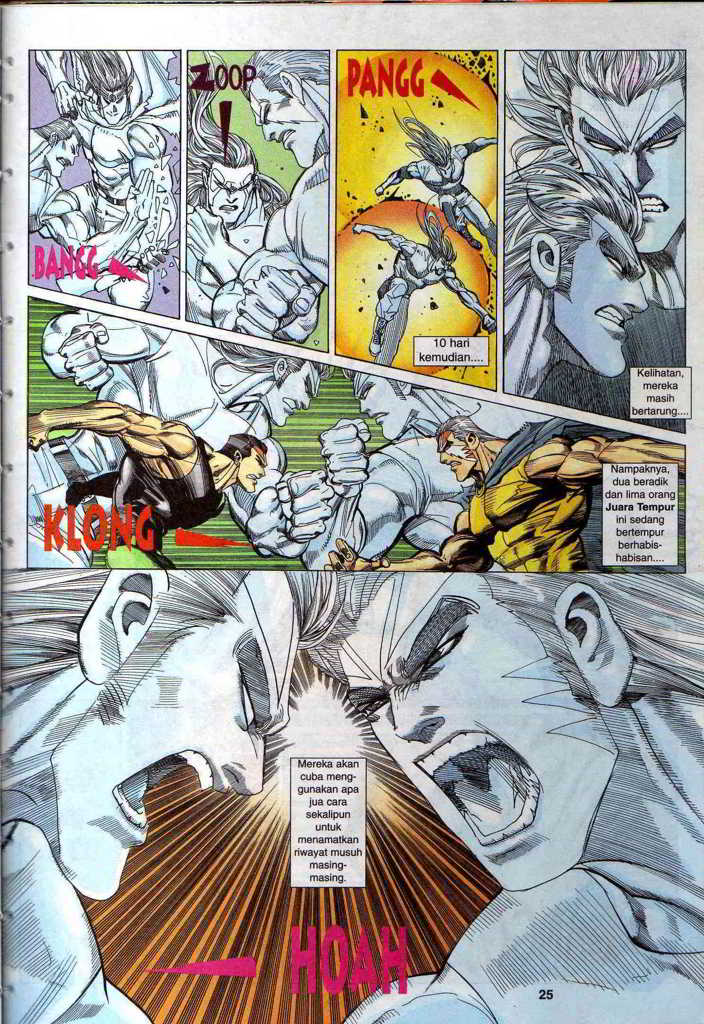 BANGG
ZOOP
PANGG
10 hari
kemudian....
Kelihatan,
mereka
masih
bertarung....
KLONG
Nampaknya,
dua beradik
dan lima orang
Juara Tempur
ini sedang
bertempur
berhabis-
habisan....
Mereka akan
cuba meng-
gunakan apa
jua cara
sekalipun
untuk
menamatkan
riwayat musuh
masing-
masing.
HOAH
25